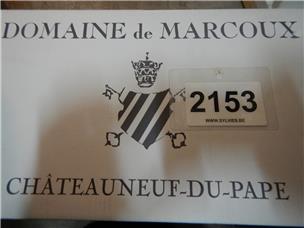 DOMAINE de MARCOUX
2153
WWW.SYLVIES.BE
CHÂTEAUNEUF-DU-PAPE